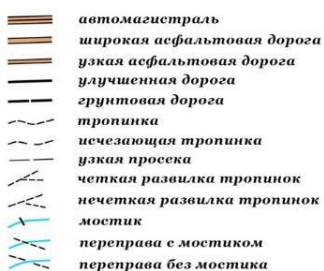 автомагистраль
широкая асфальтовая дорога
узкая асфальтовая дорога
улучшенная дорога
грунтовая дорога
тропинка
исчезающая тропинка
узкая просека
четкая развилка тропинок
нечеткая развилка тропинок
мостик
переправа с мостиком
переправа без мостика